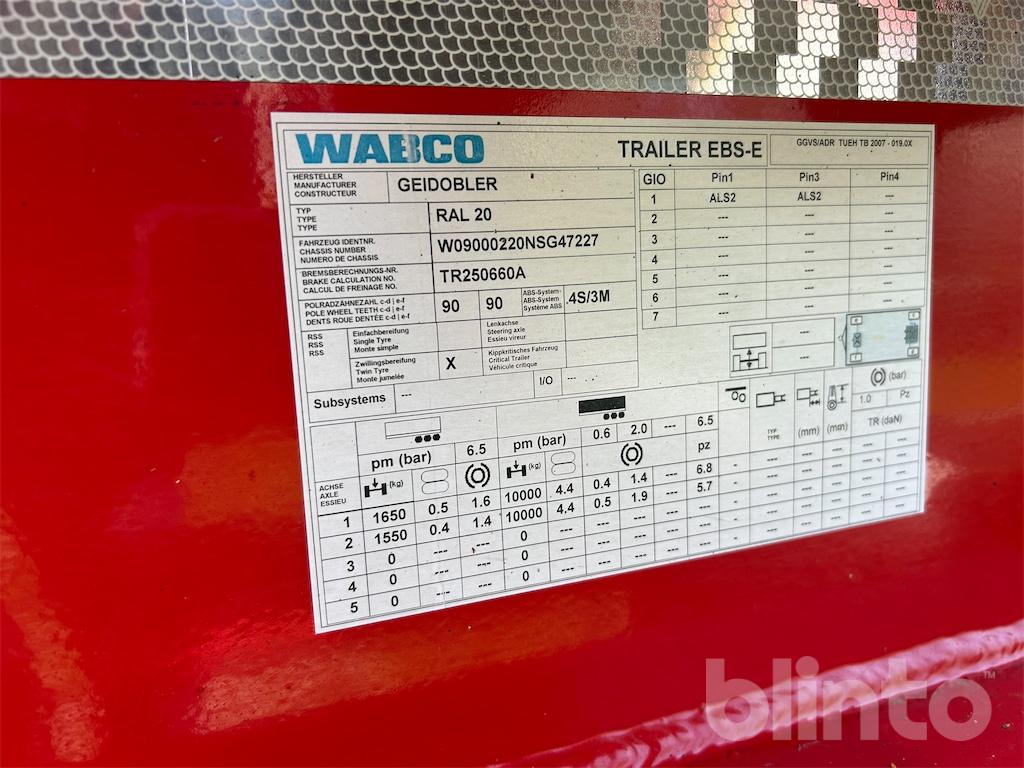 WABCO TRAILER EBS-E GGVS/ADR TUEH TB 2007 - 019.0X
HERSTELLER
MANUFACTURER
CONSTRUCTEUR
GEIDOBLER
TYP
TYPE
TYPE
RAL 20
FAHRZEUG IDENTNR.
CHASSIS NUMBER
NUMERO DE CHASSIS
W09000220NSG47227
BREMSBERECHNUNGS-NR.
BRAKE CALCULATION NO.
CALCUL DE FREINAGE NO.
TR250660A
POLRADZÄHNEZAHL c-d | e-f
POLE WHEEL TEETH c-d | e-f
DENTS ROUE DENTÉE c-d | e-f
90 90
ABS-System-
ABS-System
Système ABS
4S/3M
RSS
RSS
RSS
Einfachbereifung
Single Tyre
Monte simple
Lenkachse
Steering axle
Essieu vireur
Zwillingsbereifung
Twin Tyre
Monte jumelée
X
Kippkritisches Fahrzeug
Critical Trailer
Véhicule critique
Subsystems --- I/O ---
GIO Pin1 Pin3 Pin4
1 ALS2 ALS2 ---
2 --- --- ---
3 --- --- ---
4 --- --- ---
5 --- --- ---
6 --- --- ---
7 --- --- ---
---
---
ACHSE
AXLE
ESSIEU
pm (bar) 6.5 pm (bar) 0.6 2.0 --- 6.5
(kg) (kg) pz
TYP
TYPE
(mm) (mm)
(bar)
1.0 Pz
TR (daN)
1 1650 0.5 1.6 10000 4.4 0.4 1.4 --- 6.8 - --- --- --- --- ---
2 1550 0.4 1.4 10000 4.4 0.5 1.9 --- 5.7 - --- --- --- --- ---
3 0 --- --- 0 --- --- --- --- --- - --- --- --- --- ---
4 0 --- --- 0 --- --- --- --- --- - --- --- --- --- ---
5 0 --- --- 0 --- --- --- --- --- - --- --- --- --- ---
blinto™